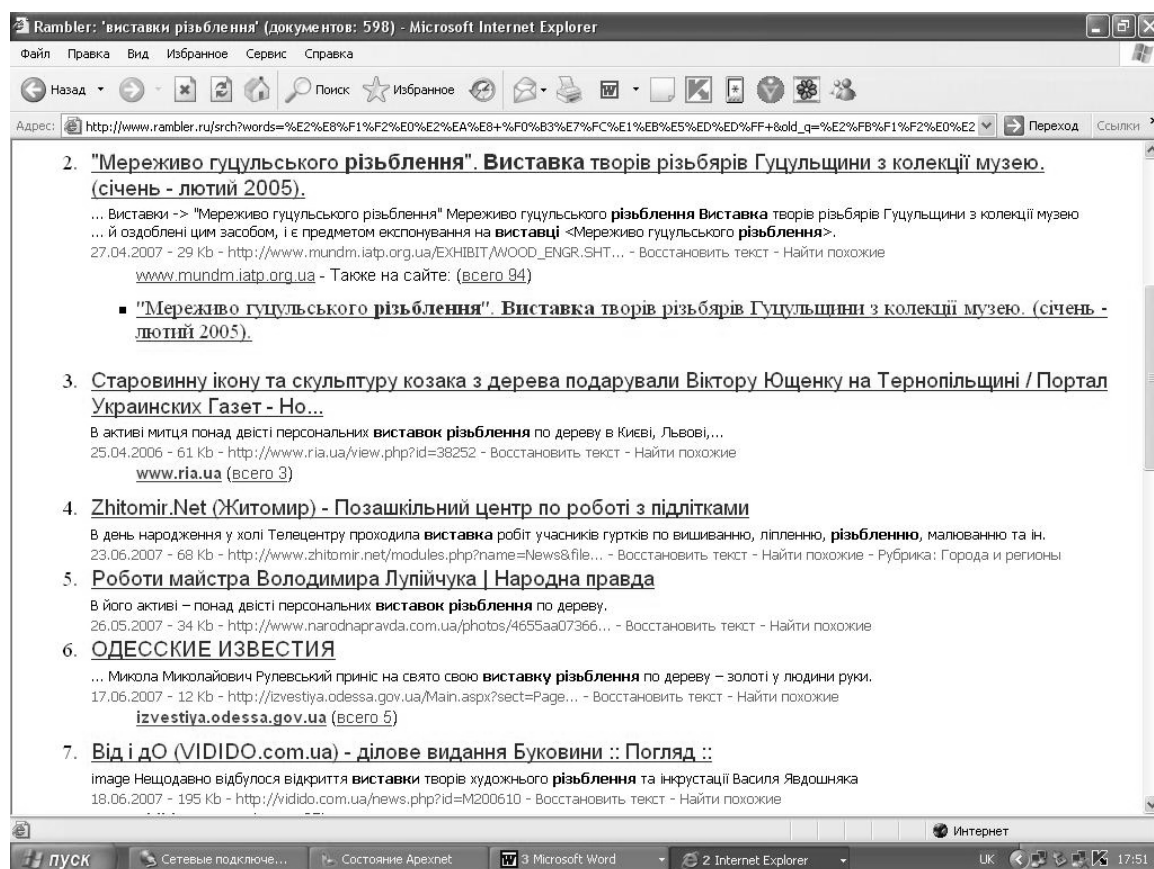 Rambler: 'виставки різьблення' (документов: 598) - Microsoft Internet Explorer
Файл Правка Вид Избранное Сервис Справка
Назад Поиск Избранное
Адрес: http://www.rambler.ru/srch?words=%E2%E8%F1%F2%E0%E2%EA%E8+%F0%B3%E7%FC%E1%EB%E5%ED%ED%FF+&old_q=%E2%FB%F1%F2%E0%E2 Переход Ссылки »
2. "Мереживо гуцульського різьблення". Виставка творів різьбярів Гуцульщини з колекції музею.
(січень - лютий 2005).
... Виставки -> "Мереживо гуцульського різьблення" Мереживо гуцульського різьблення Виставка творів різьбярів Гуцульщини з колекції музею
... й оздоблені цим засобом, і є предметом експонування на виставці <Мереживо гуцульського різьблення>.
27.04.2007 - 29 Kb - http://www.mundm.iatp.org.ua/EXHIBIT/WOOD_ENGR.SHT... - Восстановить текст - Найти похожие
www.mundm.iatp.org.ua - Также на сайте: (всего 94)
▪ "Мереживо гуцульського різьблення". Виставка творів різьбярів Гуцульщини з колекції музею. (січень -
лютий 2005).
3. Старовинну ікону та скульптуру козака з дерева подарували Віктору Ющенку на Тернопільщині / Портал
Украинских Газет - Но...
В активі митця понад двісті персональних виставок різьблення по дереву в Києві, Львові,...
25.04.2006 - 61 Kb - http://www.ria.ua/view.php?id=38252 - Восстановить текст - Найти похожие
www.ria.ua (всего 3)
4. Zhitomir.Net (Житомир) - Позашкільний центр по роботі з підлітками
В день народження у холі Телецентру проходила виставка робіт учасників гуртків по вишиванню, ліпленню, різьбленню, малюванню та ін.
23.06.2007 - 68 Kb - http://www.zhitomir.net/modules.php?name=News&file... - Восстановить текст - Найти похожие - Рубрика: Города и регионы
5. Роботи майстра Володимира Лупійчука | Народна правда
В його активі – понад двісті персональних виставок різьблення по дереву.
26.05.2007 - 34 Kb - http://www.narodnapravda.com.ua/photos/4655aa07366... - Восстановить текст - Найти похожие
6. ОДЕССКИЕ ИЗВЕСТИЯ
... Микола Миколайович Рулевський приніс на свято свою виставку різьблення по дереву – золоті у людини руки.
17.06.2007 - 12 Kb - http://izvestiya.odessa.gov.ua/Main.aspx?sect=Page... - Восстановить текст - Найти похожие
izvestiya.odessa.gov.ua (всего 5)
7. Від і дО (VIDIDO.com.ua) - ділове видання Буковини :: Погляд ::
image Нещодавно відбулося відкриття виставки творів художнього різьблення та інкрустації Василя Явдошняка
18.06.2007 - 195 Kb - http://vidido.com.ua/news.php?id=M200610 - Восстановить текст - Найти похожие
Интернет
пуск Сетевые подключе... Состояние Apexnet 3 Microsoft Word 2 Internet Explorer UK 17:51